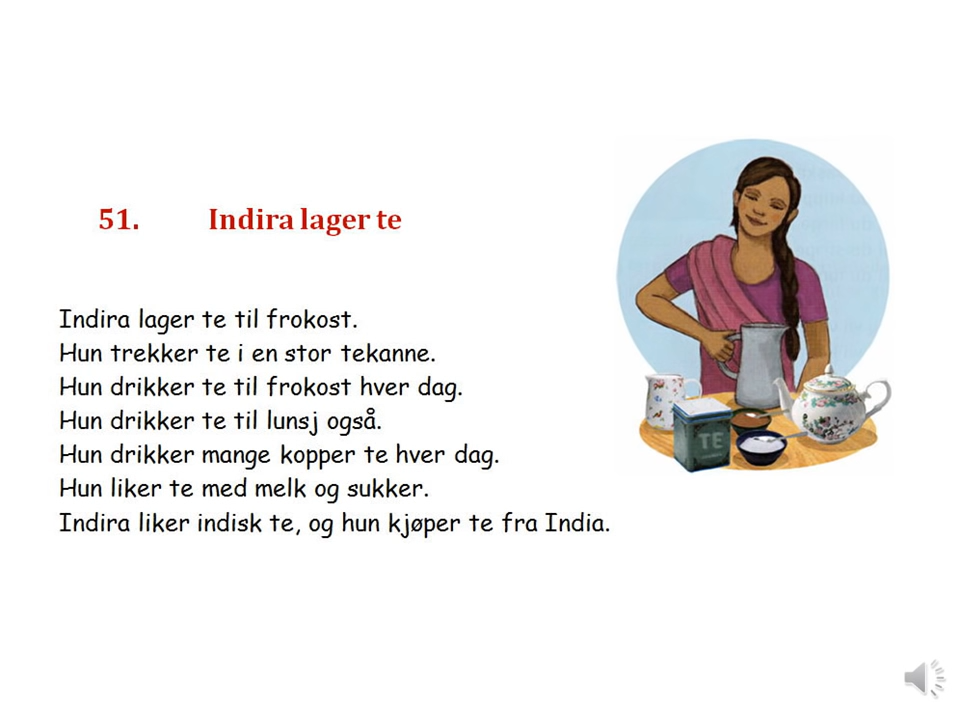 51. Indira lager te
Indira lager te til frokost.
Hun trekker te i en stor tekanne.
Hun drikker te til frokost hver dag.
Hun drikker te til lunsj også.
Hun drikker mange kopper te hver dag.
Hun liker te med melk og sukker.
Indira liker indisk te, og hun kjøper te fra India.
TE